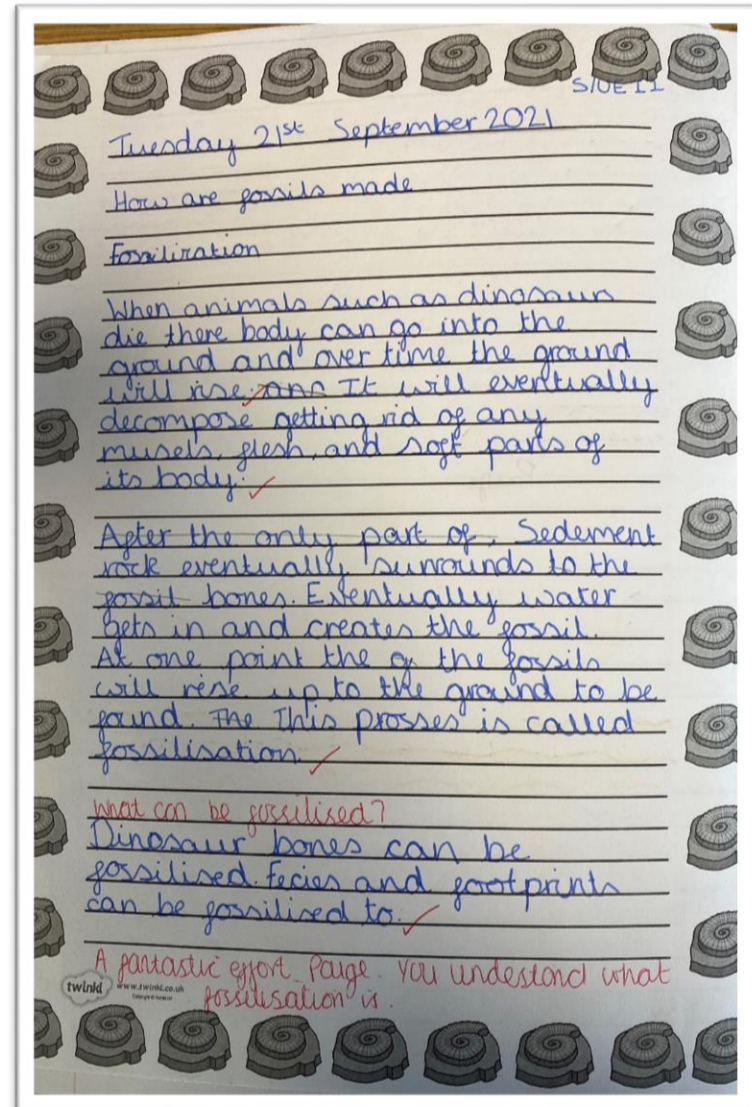 S/UE 11
Tuesday 21st September 2021
How are fossils made
Fossilisation
When animals such as dinosaurs
die there body can go into the
ground and over time the ground
will rise. and It will eventually
decompose getting rid of any
musels, flesh, and soft parts of
its body.
After the only part of. Sedement
rock eventually surrounds to the
fossil bones. Eventually water
gets in and creates the fossil.
At one point the of the fossils
will rise up to the ground to be
found. The This prosses is called
fossilisation.
What can be fossilised?
Dinosaur bones can be
fossilised. fecies and footprints
can be fossilised to.
A fantastic effort Paige. You understand what
fossilisation is.
twinkl www.twinkl.co.uk